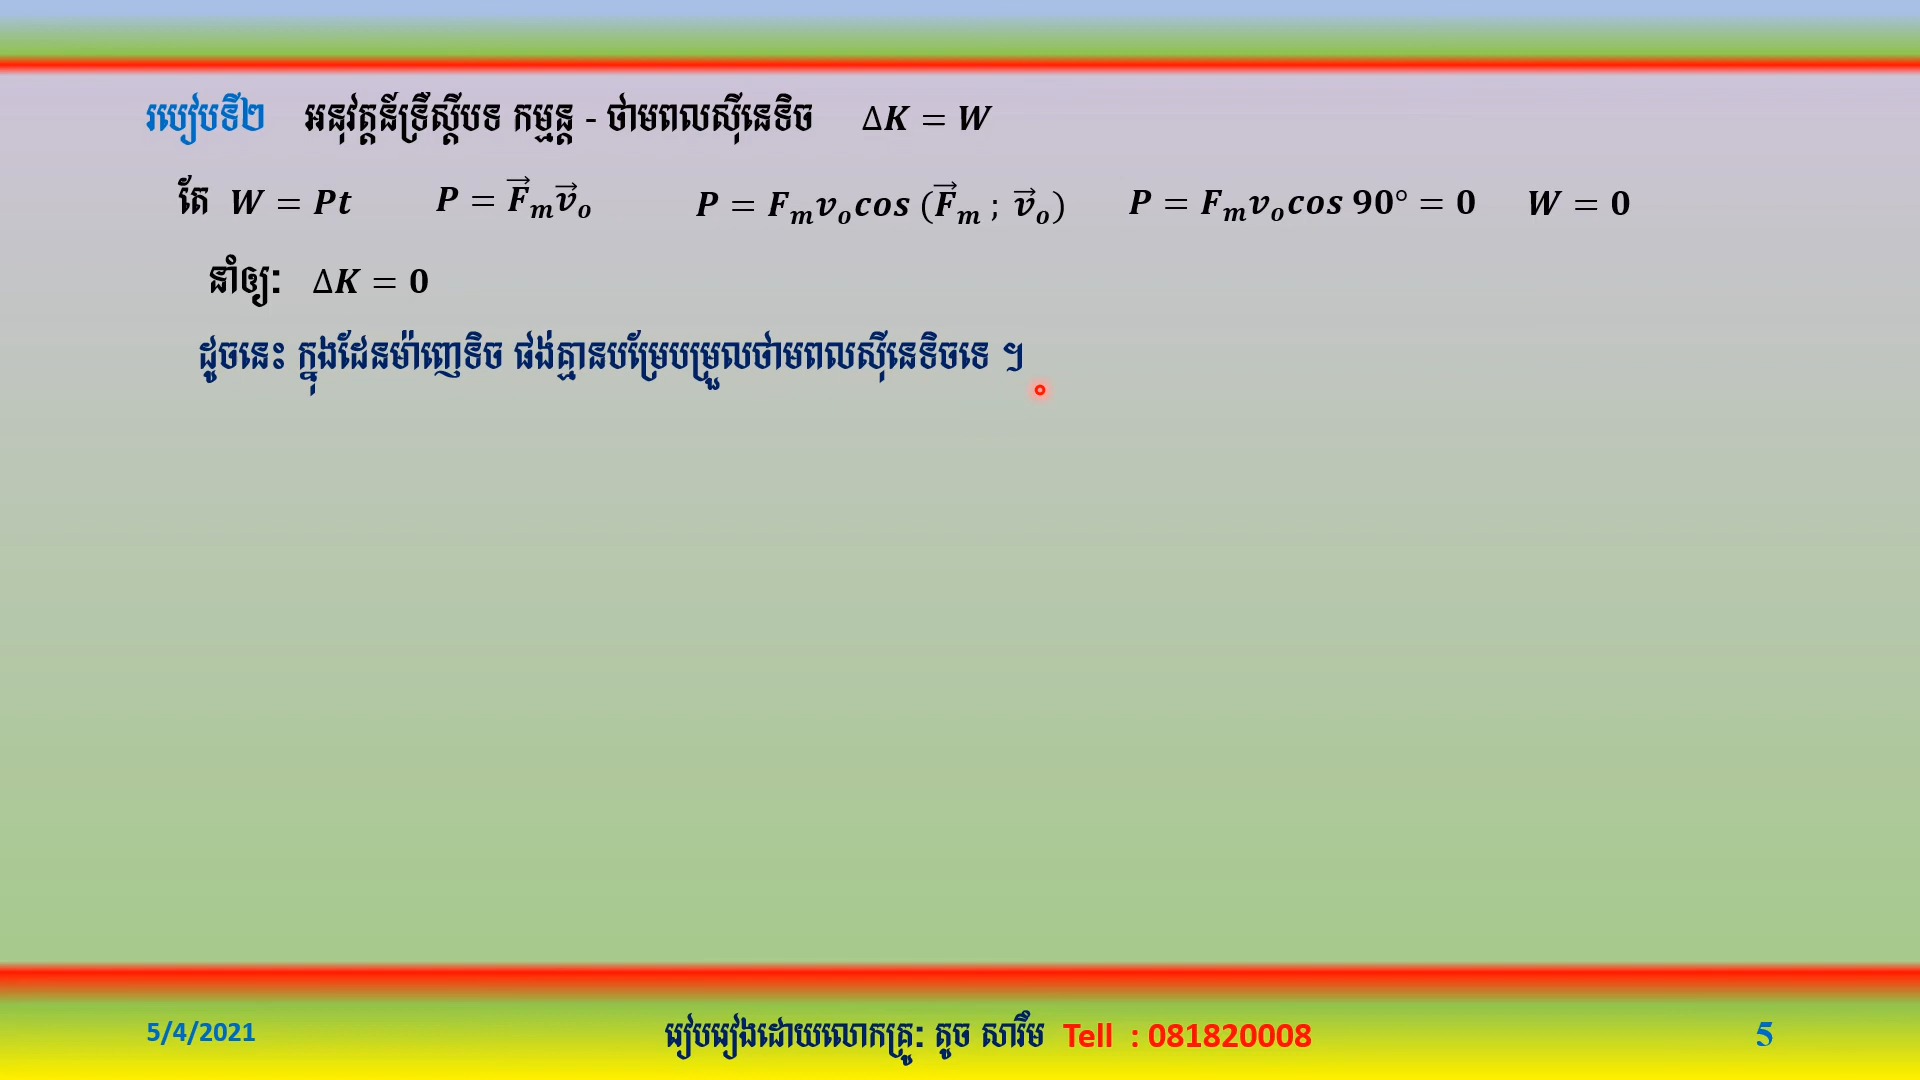 របៀបទី២ អនុវត្តន៍ទ្រឹស្តីបទ កម្មន្ត - ថាមពលស៊ីនេទិច ΔK = W
តែ W = Pt P = F⃗ₘv⃗ₒ P = Fₘvₒcos (F⃗ₘ ; v⃗ₒ) P = Fₘvₒcos 90° = 0 W = 0
នាំឲ្យ: ΔK = 0
ដូចនេះ ក្នុងដែនម៉ាញេទិច ផង់គ្មានបម្រែបម្រួលថាមពលស៊ីនេទិចទេ ។
5/4/2021 រៀបរៀងដោយលោកគ្រូ: តូច សារឹម Tell : 081820008 5